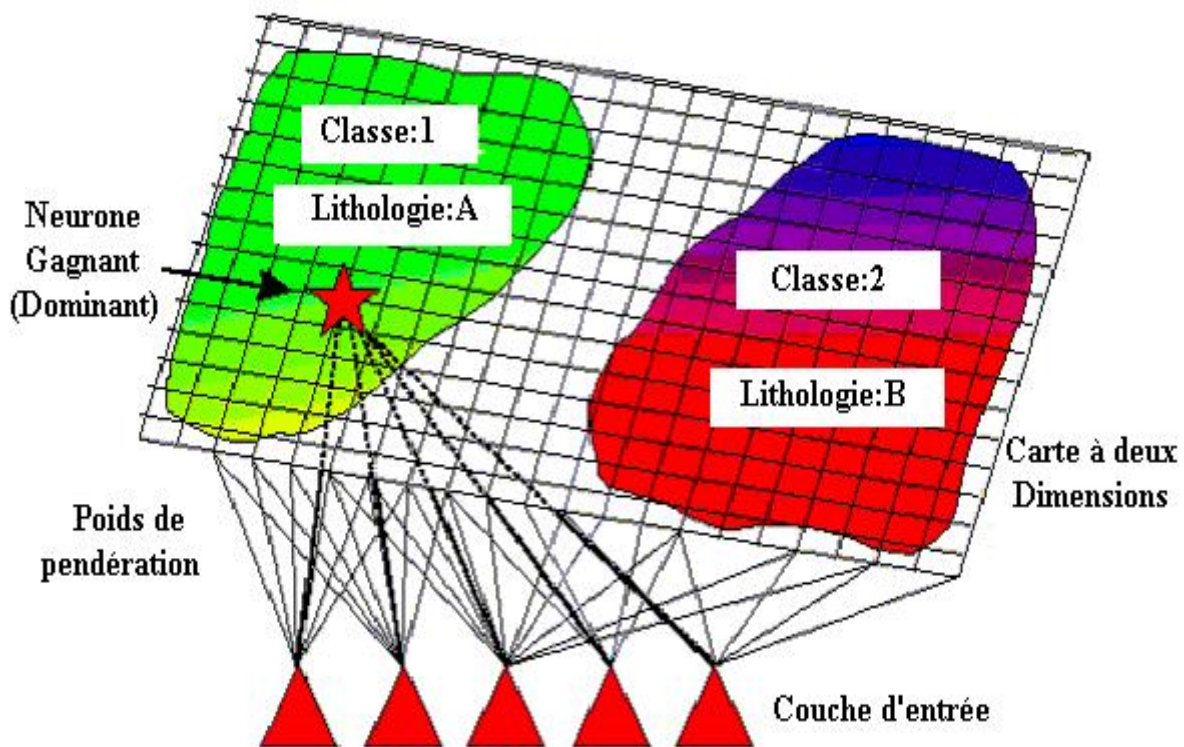 Classe:1
Lithologie:A
Neurone
Gagnant
(Dominant)
Classe:2
Lithologie:B
Carte à deux
Dimensions
Poids de
pendération
Couche d'entrée